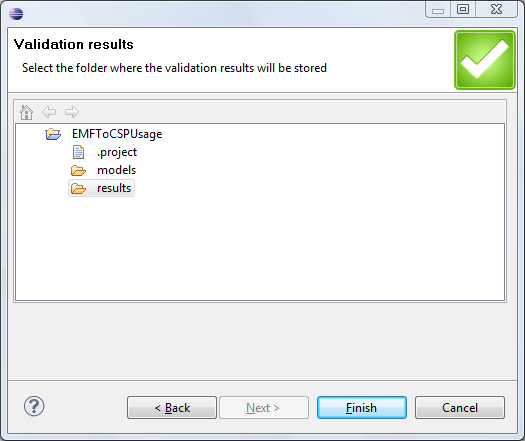 Validation results
Select the folder where the validation results will be stored
EMFToCSPUsage
.project
models
results
?
< Back
Next >
Finish
Cancel